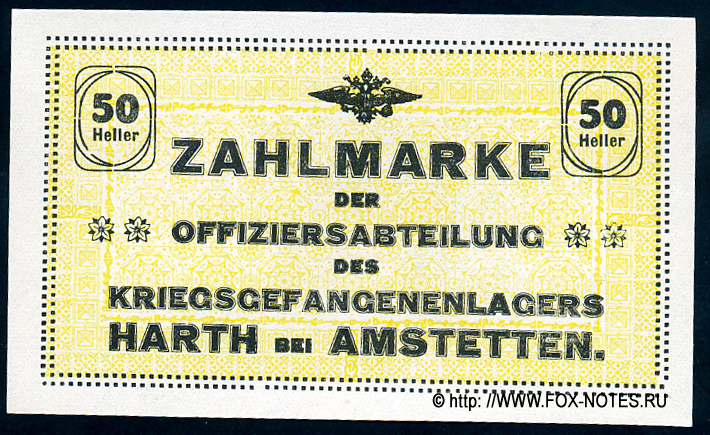 50 Heller
50 Heller
ZAHLMARKE
DER
OFFIZIERSABTEILUNG
DES
KRIEGSGEFANGENENLAGERS
HARTH BEI AMSTETTEN.
© http: //WWW.FOX-NOTES.RU